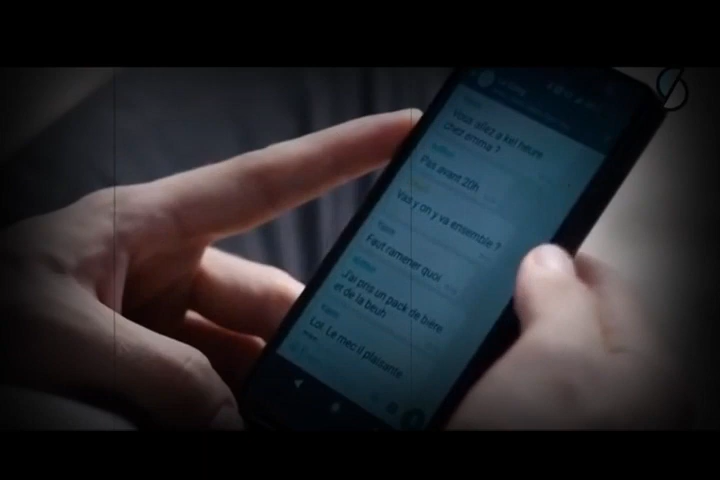 Vous allez a kel heure
chez emma ?
Pas avant 20h
Vas y on y va ensemble ?
Faut ramener quoi
J'ai pris un pack de bière
et de la beuh
Lol. Le mec il plaisante